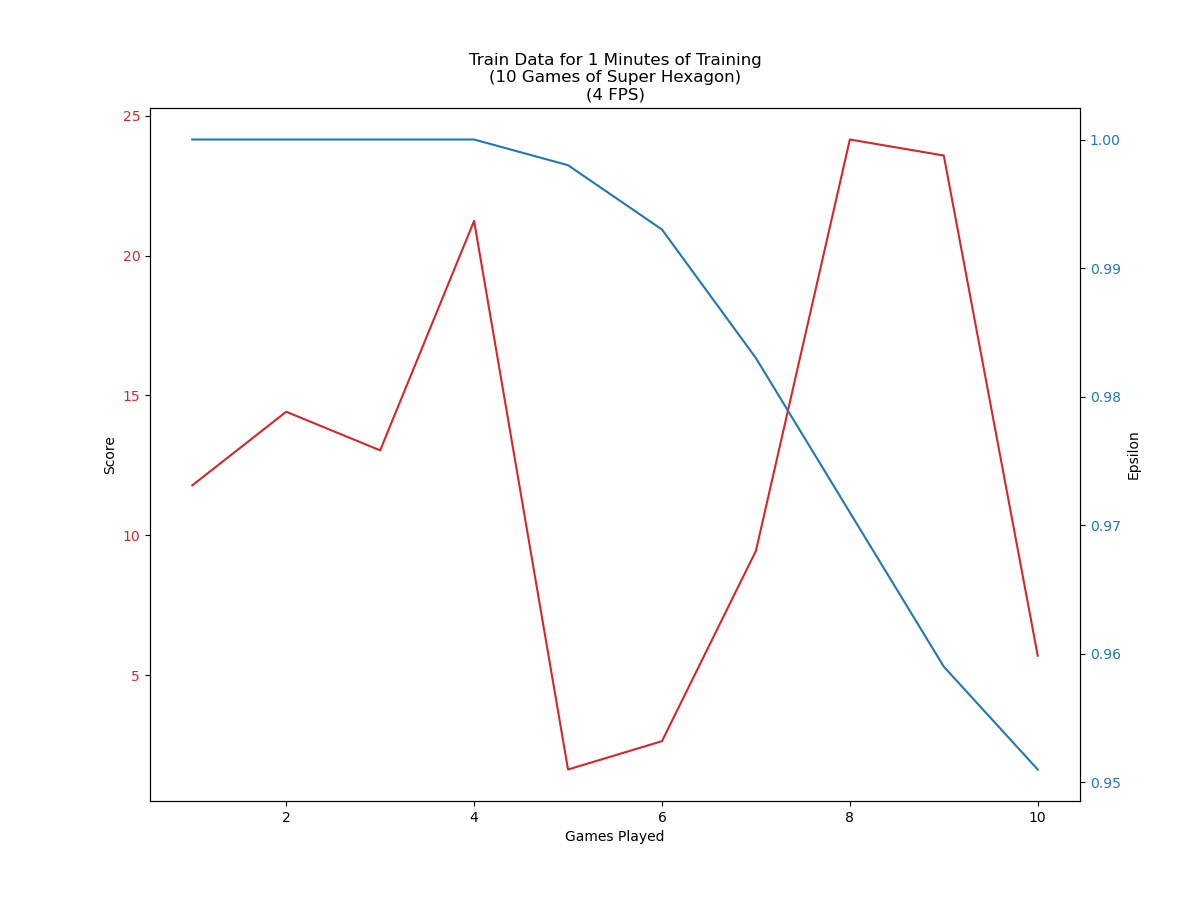 Train Data for 1 Minutes of Training
(10 Games of Super Hexagon)
(4 FPS)
25
20
15
10
5
Score
1.00
0.99
0.98
0.97
0.96
0.95
Epsilon
2
4
6
8
10
Games Played